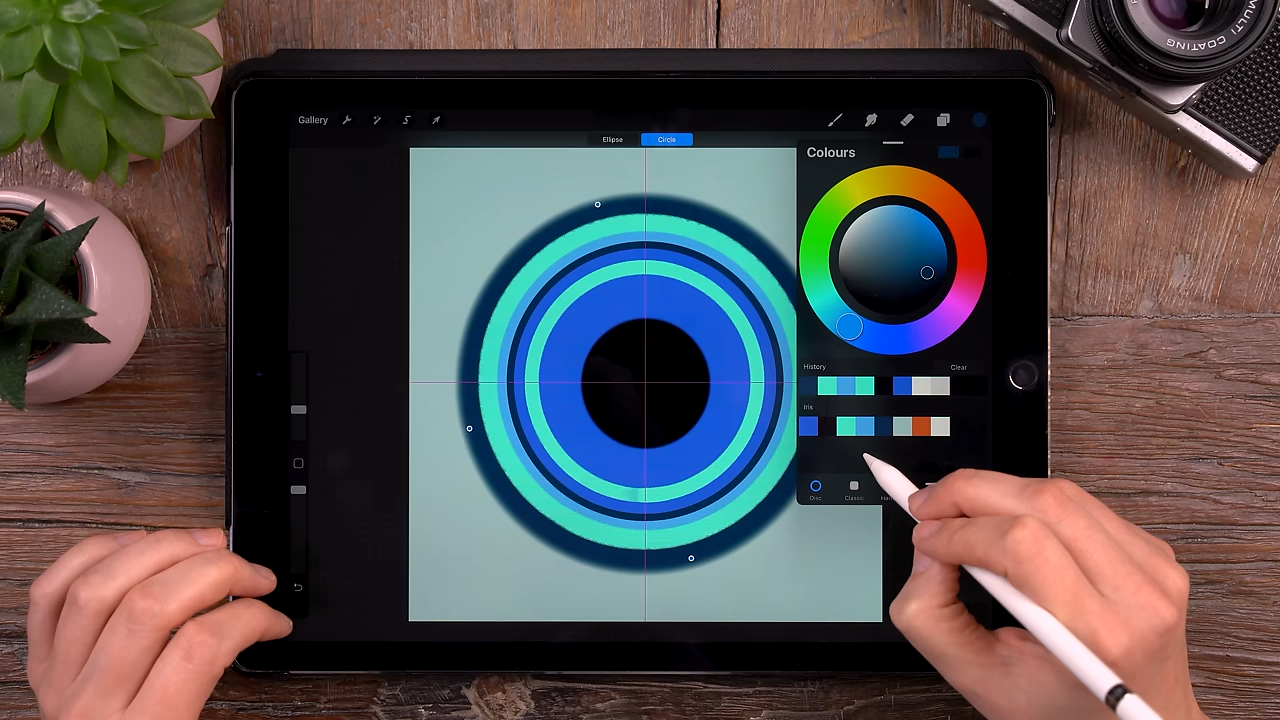 MULTI COATING
Gallery
Ellipse Circle
Colours
History Clear
Iris
Disc Classic